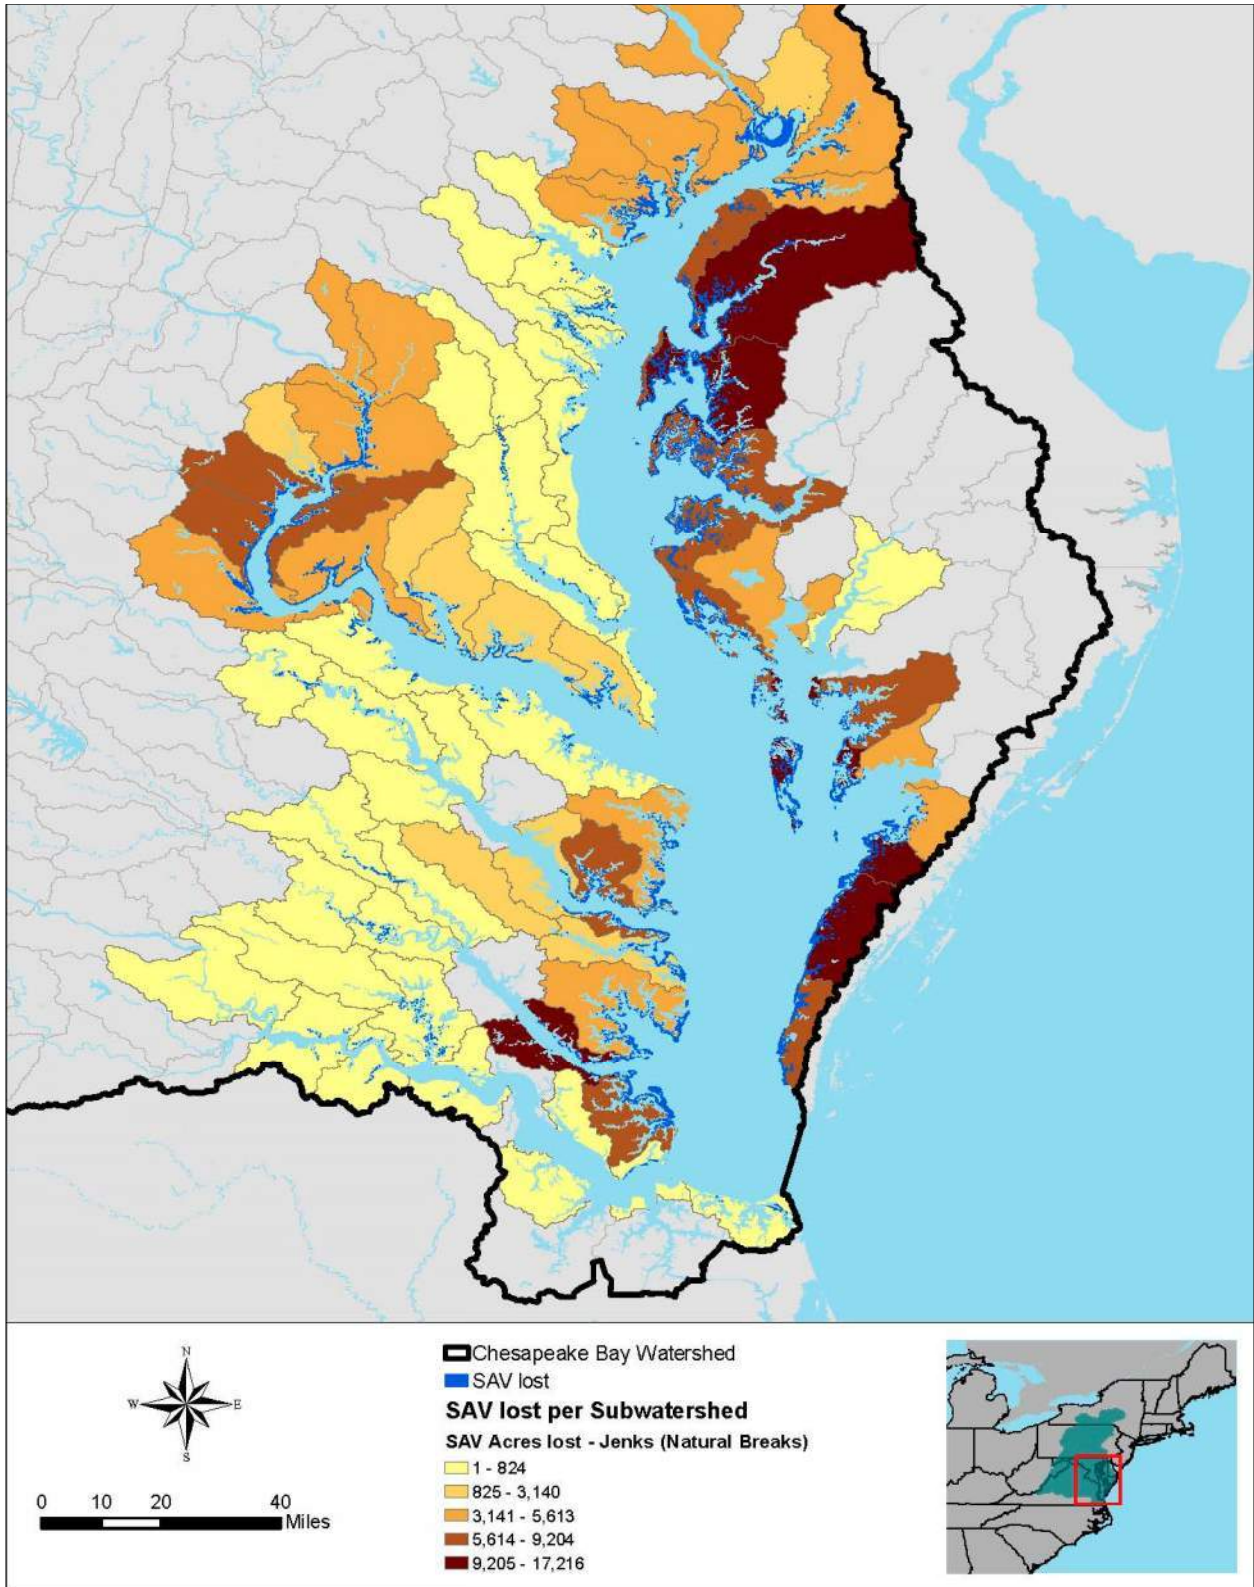 N
W E
S
0 10 20 40
Miles
Chesapeake Bay Watershed
SAV lost
SAV lost per Subwatershed
SAV Acres lost - Jenks (Natural Breaks)
1 - 824
825 - 3,140
3,141 - 5,613
5,614 - 9,204
9,205 - 17,216